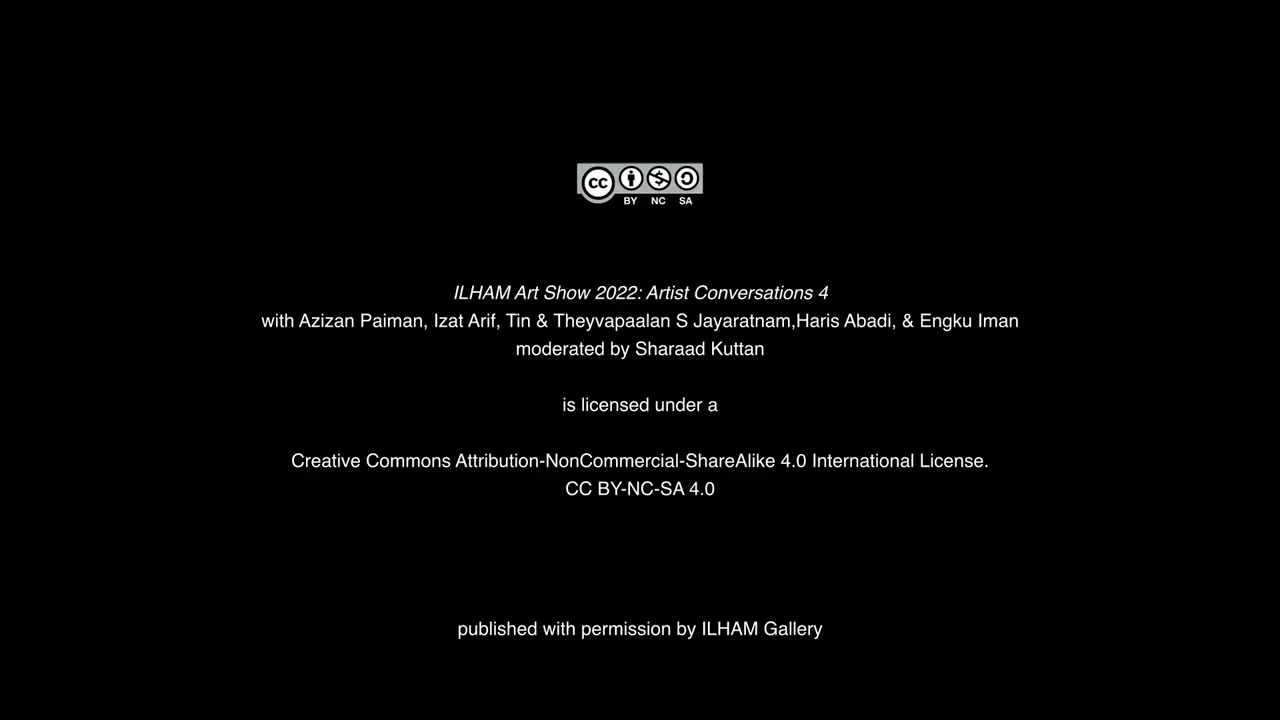 cc BY NC SA
ILHAM Art Show 2022: Artist Conversations 4
with Azizan Paiman, Izat Arif, Tin & Theyvapaalan S Jayaratnam,Haris Abadi, & Engku Iman
moderated by Sharaad Kuttan
is licensed under a
Creative Commons Attribution-NonCommercial-ShareAlike 4.0 International License.
CC BY-NC-SA 4.0
published with permission by ILHAM Gallery